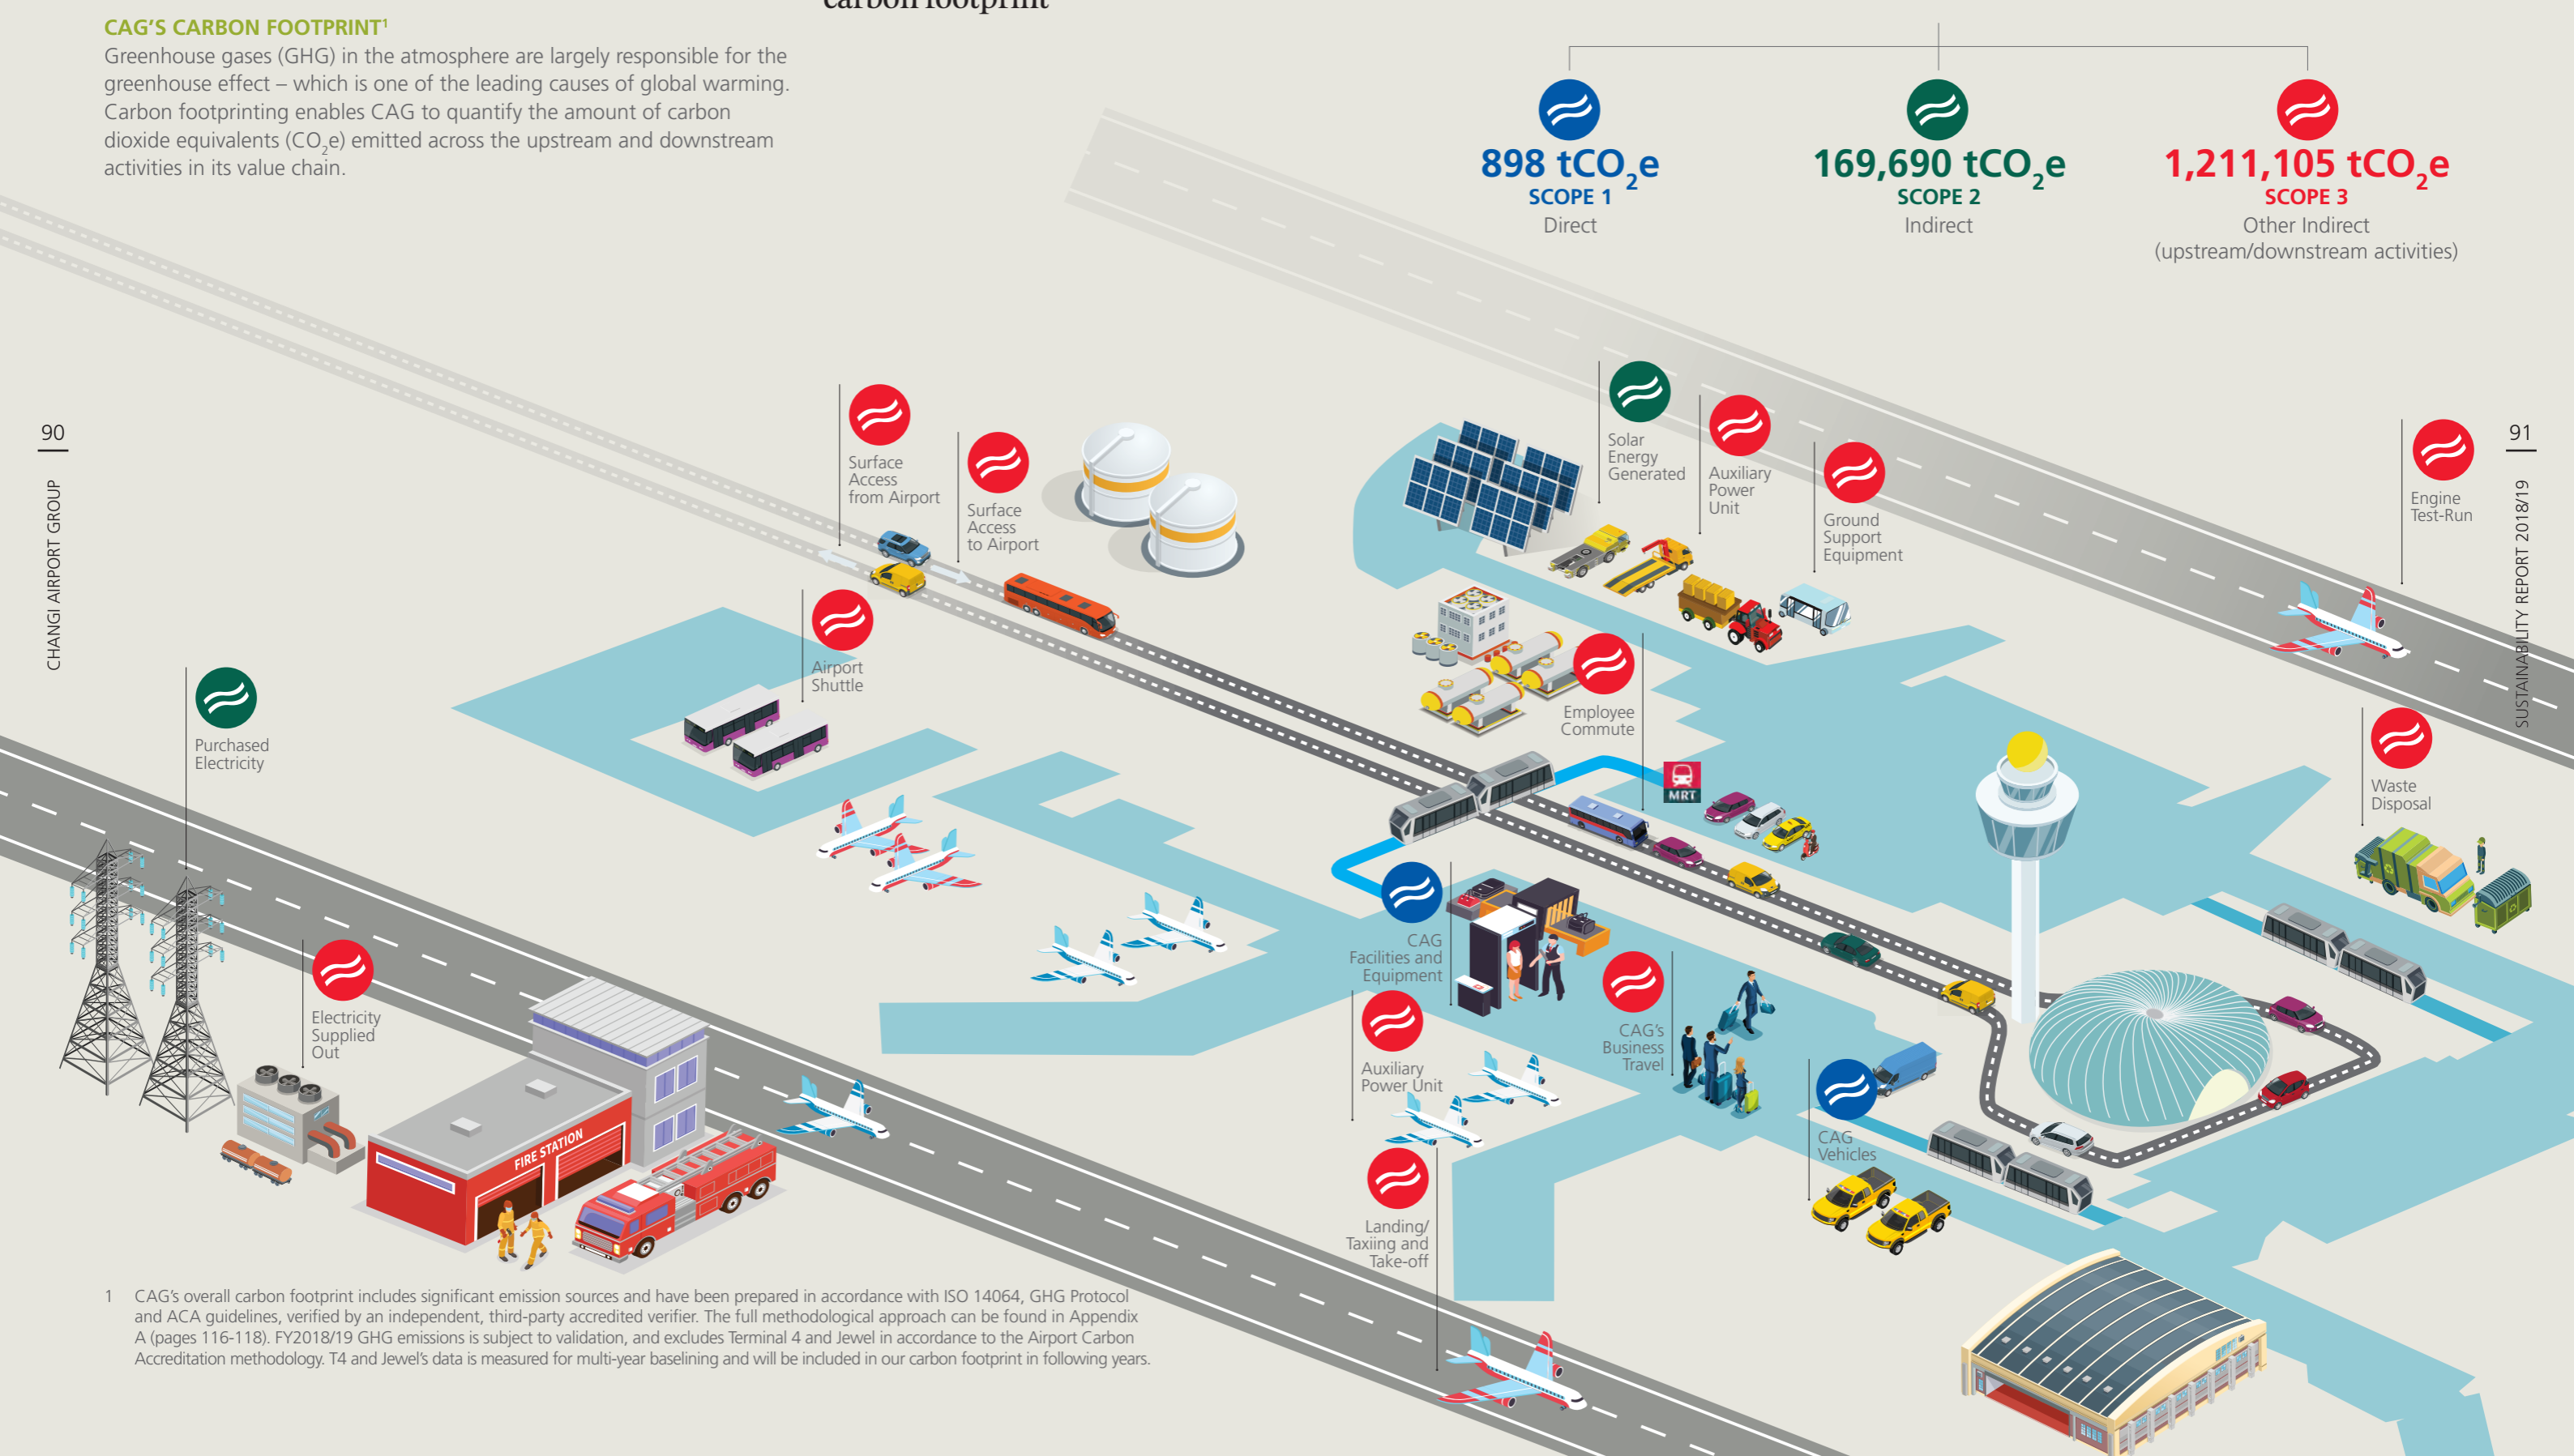 carbon footprint
CAG'S CARBON FOOTPRINT¹
Greenhouse gases (GHG) in the atmosphere are largely responsible for the
greenhouse effect – which is one of the leading causes of global warming.
Carbon footprinting enables CAG to quantify the amount of carbon
dioxide equivalents (CO₂e) emitted across the upstream and downstream
activities in its value chain.
898 tCO₂e
SCOPE 1
Direct
169,690 tCO₂e
SCOPE 2
Indirect
1,211,105 tCO₂e
SCOPE 3
Other Indirect
(upstream/downstream activities)
90
CHANGI AIRPORT GROUP
Surface
Access
from Airport
Surface
Access
to Airport
Solar
Energy
Generated
Auxiliary
Power
Unit
Ground
Support
Equipment
Engine
Test-Run
91
SUSTAINABILITY REPORT 2018/19
Airport
Shuttle
Purchased
Electricity
Employee
Commute
MRT
Waste
Disposal
CAG
Facilities and
Equipment
Electricity
Supplied
Out
CAG's
Business
Travel
Auxiliary
Power Unit
CAG
Vehicles
FIRE STATION
Landing/
Taxiing and
Take-off
1 CAG's overall carbon footprint includes significant emission sources and have been prepared in accordance with ISO 14064, GHG Protocol
and ACA guidelines, verified by an independent, third-party accredited verifier. The full methodological approach can be found in Appendix
A (pages 116-118). FY2018/19 GHG emissions is subject to validation, and excludes Terminal 4 and Jewel in accordance to the Airport Carbon
Accreditation methodology. T4 and Jewel's data is measured for multi-year baselining and will be included in our carbon footprint in following years.